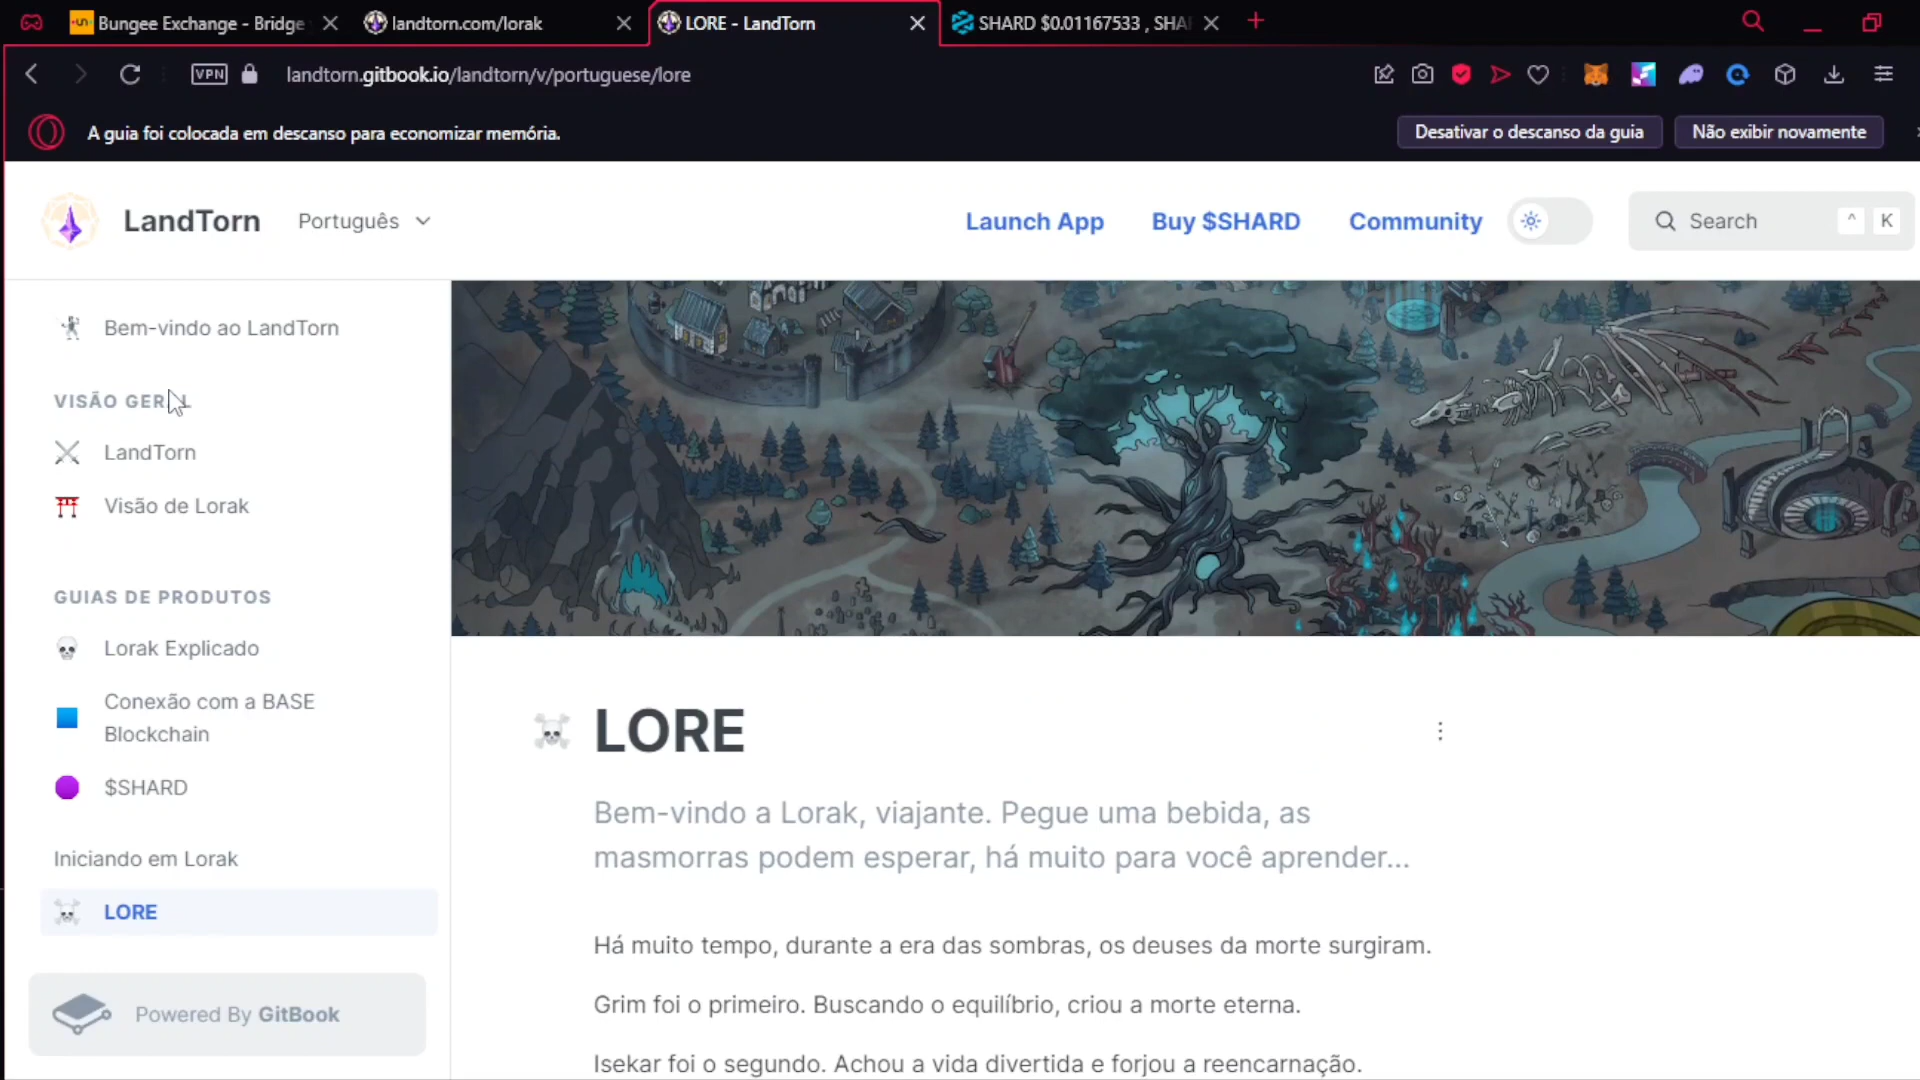 Bungee Exchange - Bridge
landtorn.com/lorak
LORE - LandTorn
SHARD $0.01167533 , SHA
VPN
landtorn.gitbook.io/landtorn/v/portuguese/lore
A guia foi colocada em descanso para economizar memória.
Desativar o descanso da guia
Não exibir novamente
LandTorn
Português
Launch App
Buy $SHARD
Community
Search
^
K
Bem-vindo ao LandTorn
VISÃO GERAL
LandTorn
Visão de Lorak
GUIAS DE PRODUTOS
Lorak Explicado
Conexão com a BASE
Blockchain
$SHARD
Iniciando em Lorak
LORE
Powered By GitBook
LORE
Bem-vindo a Lorak, viajante. Pegue uma bebida, as
masmorras podem esperar, há muito para você aprender...
Há muito tempo, durante a era das sombras, os deuses da morte surgiram.
Grim foi o primeiro. Buscando o equilíbrio, criou a morte eterna.
Isekar foi o segundo. Achou a vida divertida e forjou a reencarnação.